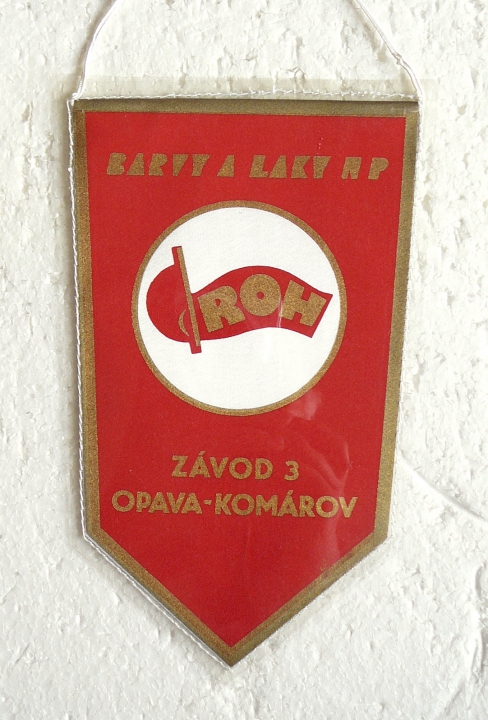 BARVY A LAKY N P
ROH
ZÁVOD 3
OPAVA-KOMÁROV